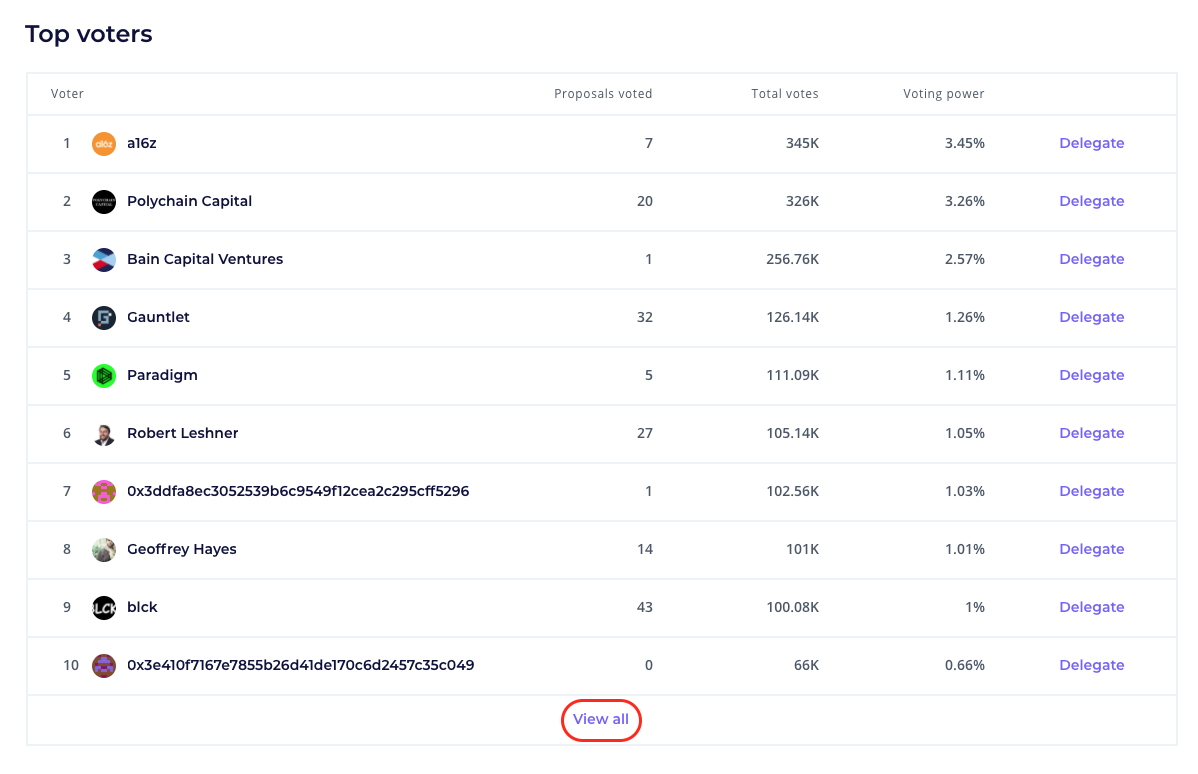 Top voters
Voter Proposals voted Total votes Voting power
1 a16z 7 345K 3.45% Delegate
2 POLYCHAIN CAPITAL Polychain Capital 20 326K 3.26% Delegate
3 Bain Capital Ventures 1 256.76K 2.57% Delegate
4 Gauntlet 32 126.14K 1.26% Delegate
5 Paradigm 5 111.09K 1.11% Delegate
6 Robert Leshner 27 105.14K 1.05% Delegate
7 0x3ddfa8ec3052539b6c9549f12cea2c295cff5296 1 102.56K 1.03% Delegate
8 Geoffrey Hayes 14 101K 1.01% Delegate
9 BLCK blck 43 100.08K 1% Delegate
10 0x3e410f7167e7855b26d41de170c6d2457c35c049 0 66K 0.66% Delegate
View all